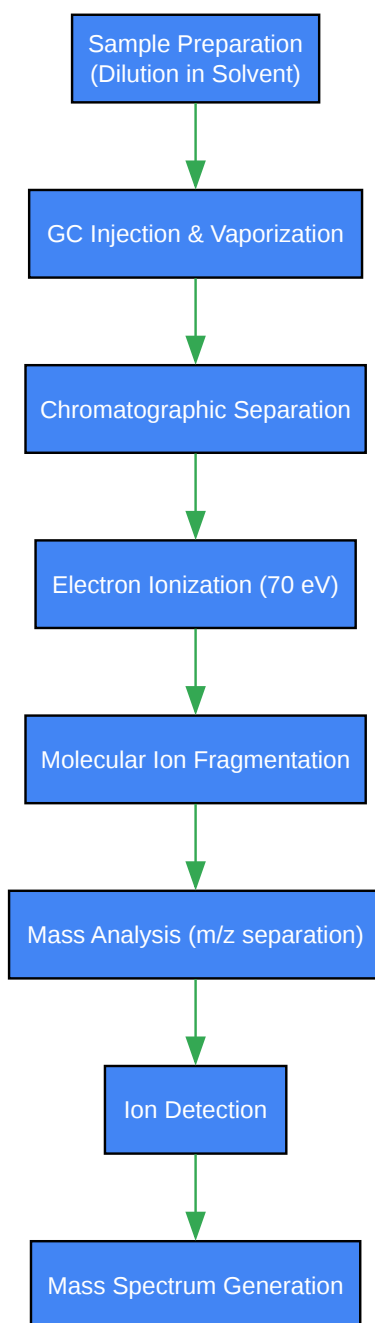 Sample Preparation
(Dilution in Solvent)
GC Injection & Vaporization
Chromatographic Separation
Electron Ionization (70 eV)
Molecular Ion Fragmentation
Mass Analysis (m/z separation)
Ion Detection
Mass Spectrum Generation